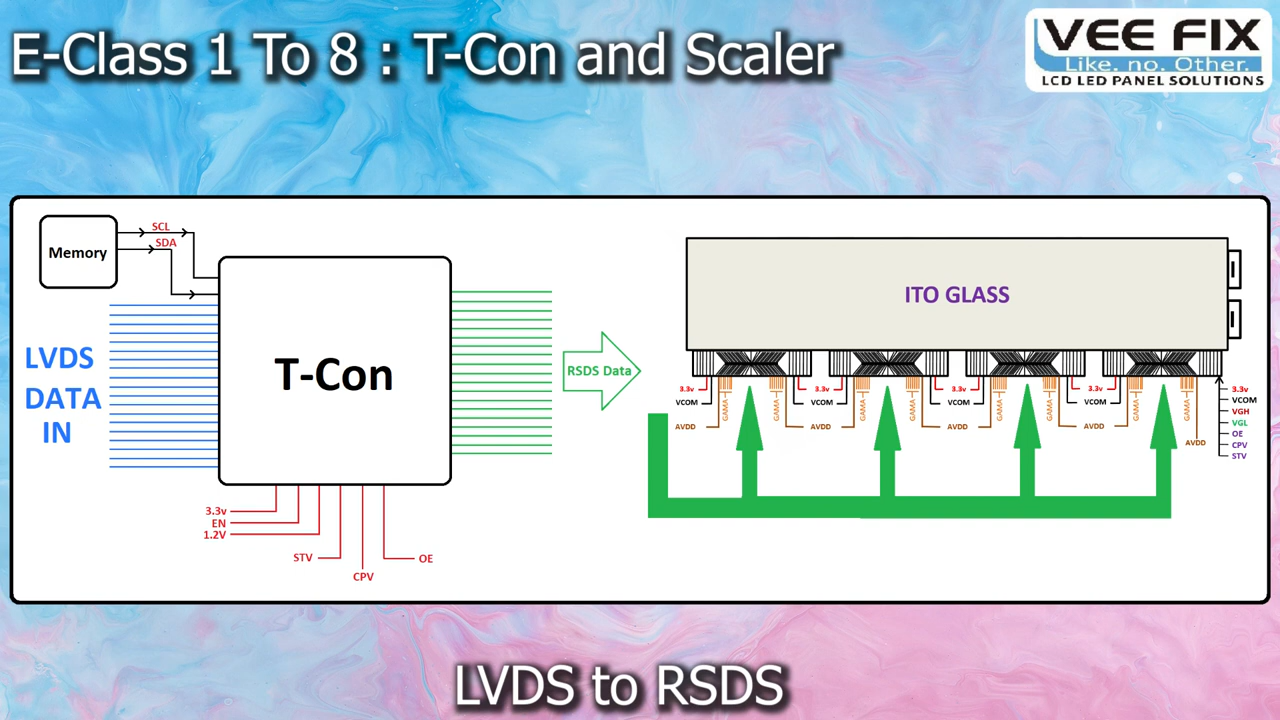 E-Class 1 To 8 : T-Con and Scaler
VEE FIX
Like. no. Other.
LCD LED PANEL SOLUTIONS
Memory
SCL
SDA
LVDS
DATA
IN
T-Con
3.3v
EN
1.2V
STV
CPV
OE
RSDS Data
ITO GLASS
3.3v
VCOM
AVDD
GAMA
GAMA
3.3v
VCOM
AVDD
GAMA
GAMA
3.3v
VCOM
AVDD
GAMA
GAMA
3.3v
VCOM
AVDD
GAMA
GAMA
AVDD
3.3v
VCOM
VGH
VGL
OE
CPV
STV
LVDS to RSDS